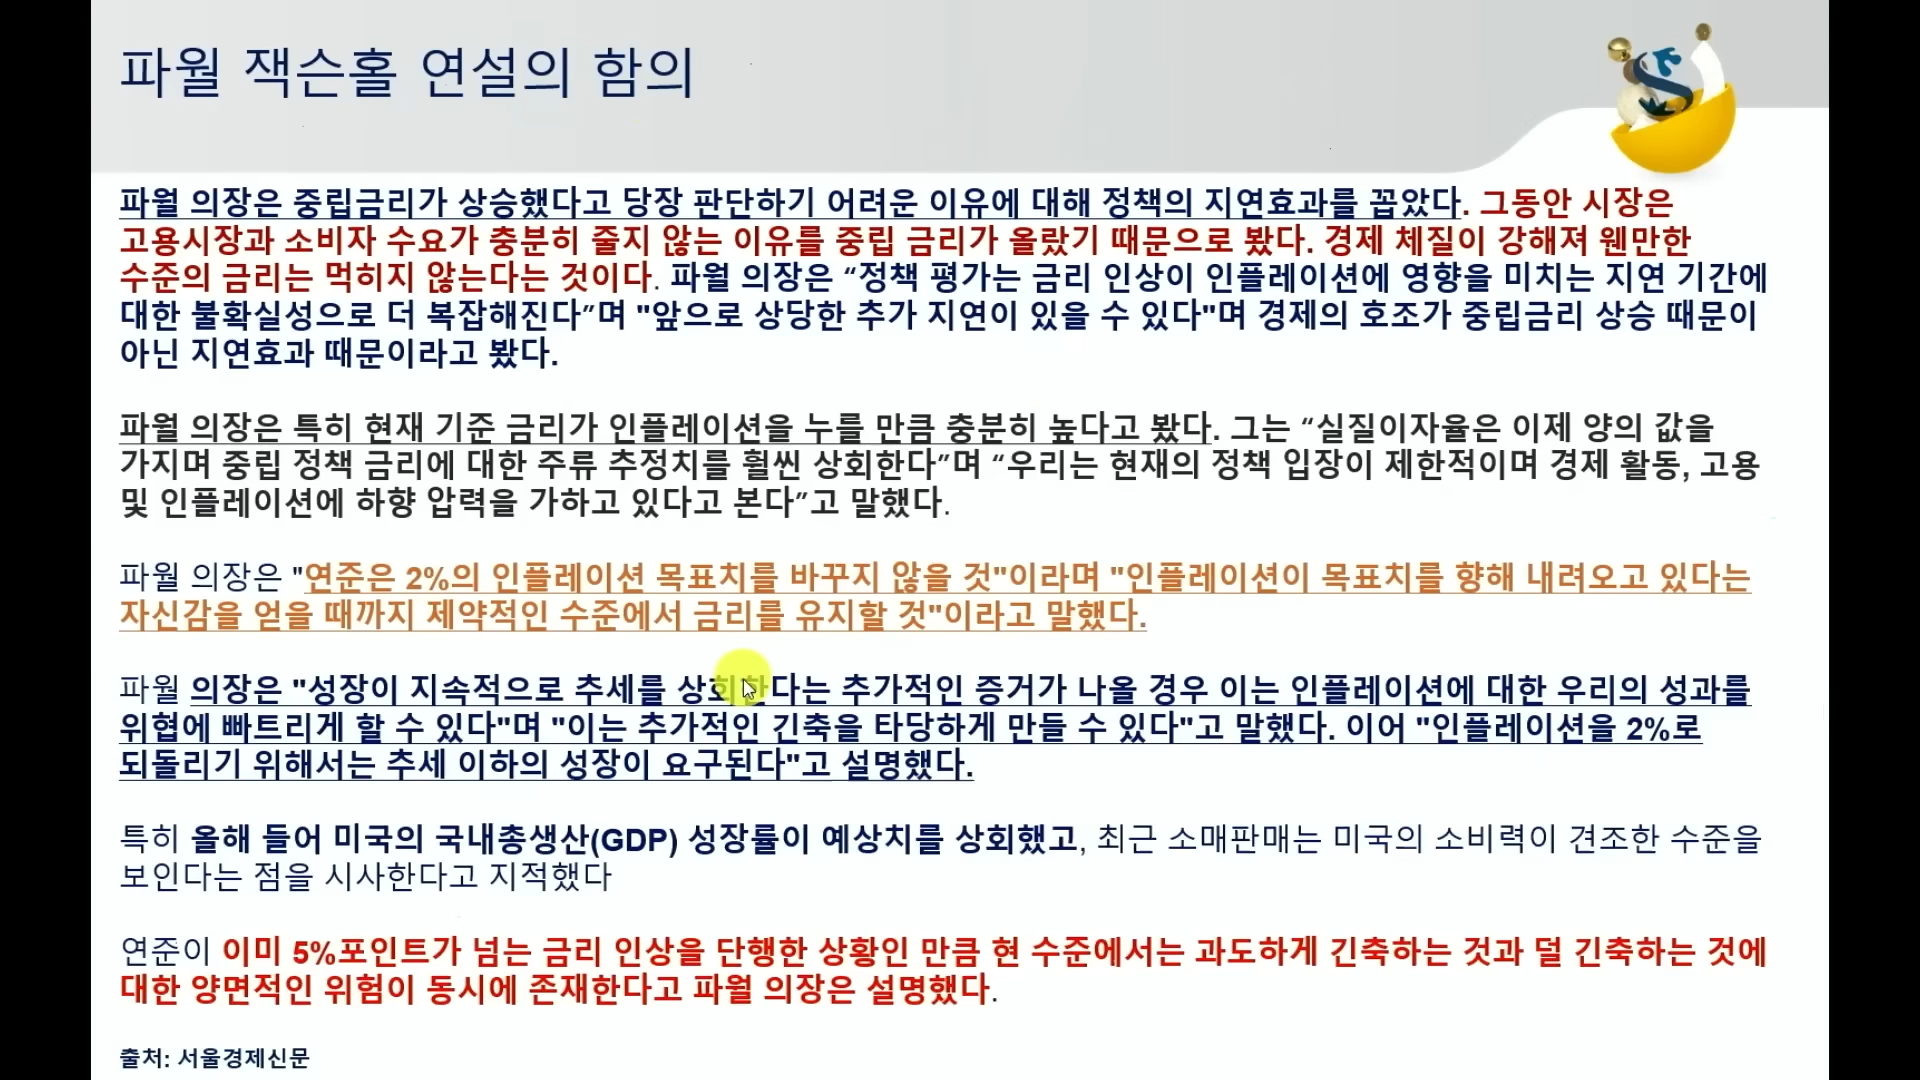 파월 잭슨홀 연설의 함의
파월 의장은 중립금리가 상승했다고 당장 판단하기 어려운 이유에 대해 정책의 지연효과를 꼽았다. 그동안 시장은
고용시장과 소비자 수요가 충분히 줄지 않는 이유를 중립 금리가 올랐기 때문으로 봤다. 경제 체질이 강해져 웬만한
수준의 금리는 먹히지 않는다는 것이다. 파월 의장은 “정책 평가는 금리 인상이 인플레이션에 영향을 미치는 지연 기간에
대한 불확실성으로 더 복잡해진다”며 "앞으로 상당한 추가 지연이 있을 수 있다"며 경제의 호조가 중립금리 상승 때문이
아닌 지연효과 때문이라고 봤다.
파월 의장은 특히 현재 기준 금리가 인플레이션을 누를 만큼 충분히 높다고 봤다. 그는 “실질이자율은 이제 양의 값을
가지며 중립 정책 금리에 대한 주류 추정치를 훨씬 상회한다”며 “우리는 현재의 정책 입장이 제한적이며 경제 활동, 고용
및 인플레이션에 하향 압력을 가하고 있다고 본다”고 말했다.
파월 의장은 "연준은 2%의 인플레이션 목표치를 바꾸지 않을 것"이라며 "인플레이션이 목표치를 향해 내려오고 있다는
자신감을 얻을 때까지 제약적인 수준에서 금리를 유지할 것"이라고 말했다.
파월 의장은 "성장이 지속적으로 추세를 상회한다는 추가적인 증거가 나올 경우 이는 인플레이션에 대한 우리의 성과를
위협에 빠트리게 할 수 있다"며 "이는 추가적인 긴축을 타당하게 만들 수 있다"고 말했다. 이어 "인플레이션을 2%로
되돌리기 위해서는 추세 이하의 성장이 요구된다"고 설명했다.
특히 올해 들어 미국의 국내총생산(GDP) 성장률이 예상치를 상회했고, 최근 소매판매는 미국의 소비력이 견조한 수준을
보인다는 점을 시사한다고 지적했다
연준이 이미 5%포인트가 넘는 금리 인상을 단행한 상황인 만큼 현 수준에서는 과도하게 긴축하는 것과 덜 긴축하는 것에
대한 양면적인 위험이 동시에 존재한다고 파월 의장은 설명했다.
출처: 서울경제신문